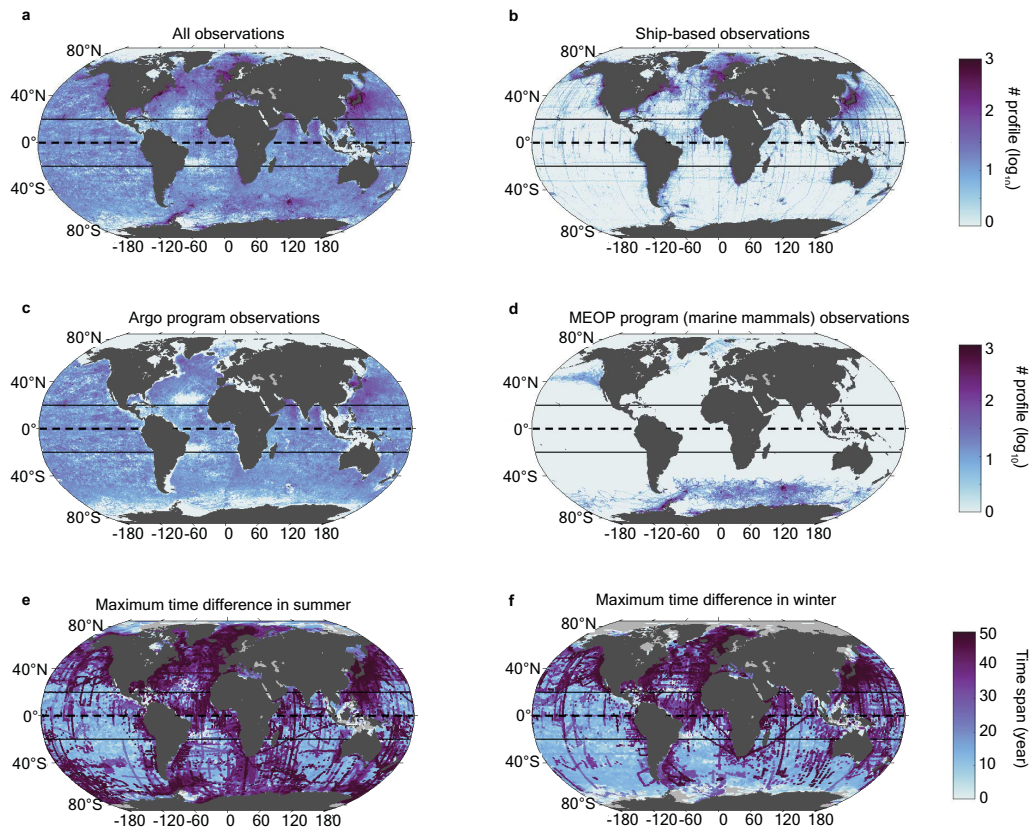 a
All observations
80°N
40°N
0°
40°S
80°S
-180 -120 -60 0 60 120 180
b
Ship-based observations
80°N
40°N
0°
40°S
80°S
-180 -120 -60 0 60 120 180
3
2
1
0
# profile (log10)
c
Argo program observations
40°N
0°
40°S
80°S
-180 -120 -60 0 60 120 180
d
MEOP program (marine mammals) observations
40°N
0°
40°S
80°S
-180 -120 -60 0 60 120 180
3
2
1
0
# profile (log10)
e
Maximum time difference in summer
80°N
40°N
0°
40°S
80°S
-180 -120 -60 0 60 120 180
f
Maximum time difference in winter
80°N
40°N
0°
40°S
80°S
-180 -120 -60 0 60 120 180
50
40
30
20
10
0
Time span (year)